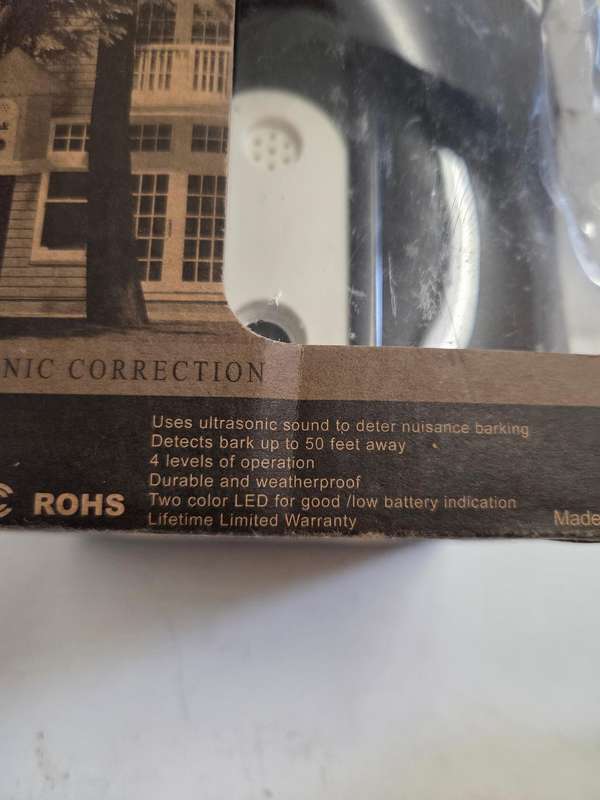 NIC CORRECTION
Uses ultrasonic sound to deter nuisance barking
Detects bark up to 50 feet away
4 levels of operation
Durable and weatherproof
Two color LED for good /low battery indication
Lifetime Limited Warranty
ROHS
Made